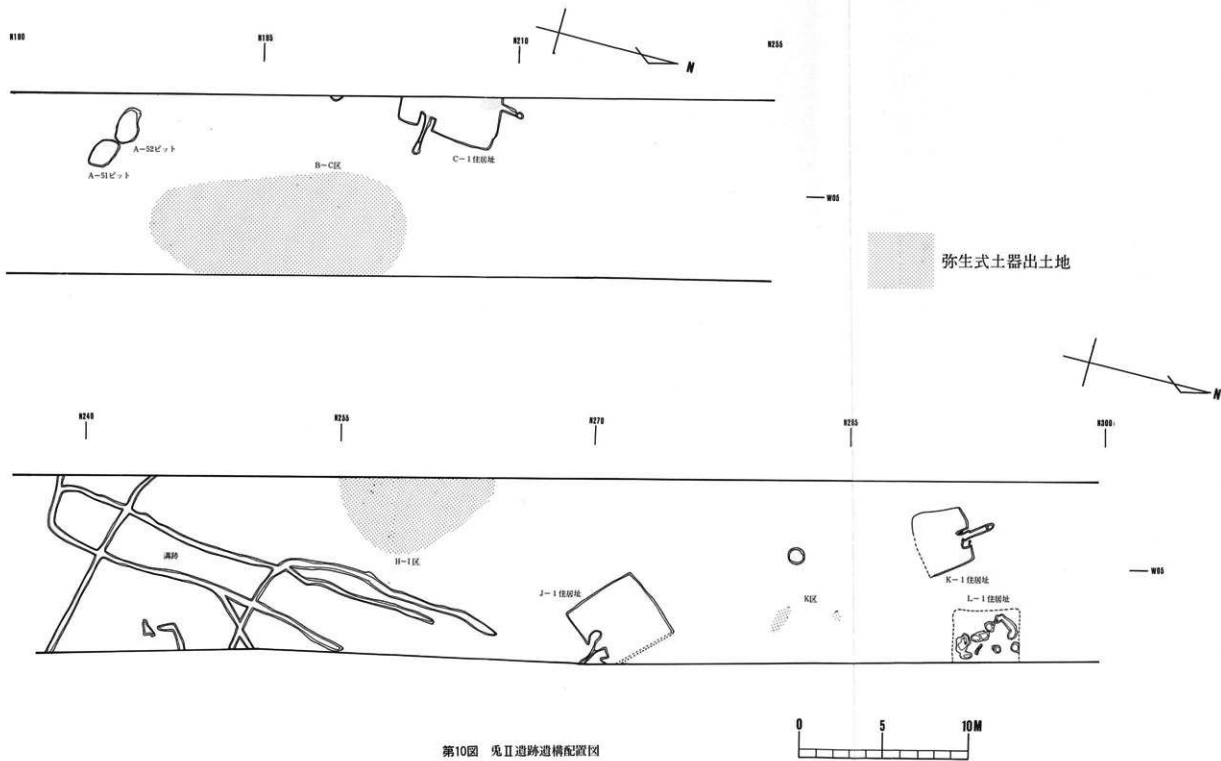 N180
N195
N210
N255
N
A-52ピット
A-51ピット
B-C区
C-1住居址
W05
弥生式土器出土地
N
N240
N255
N270
N285
N300
溝跡
H-I区
J-1住居址
K区
K-1住居址
W05
L-1住居址
0 5 10M
第10図 兎Ⅱ遺跡遺構配置図